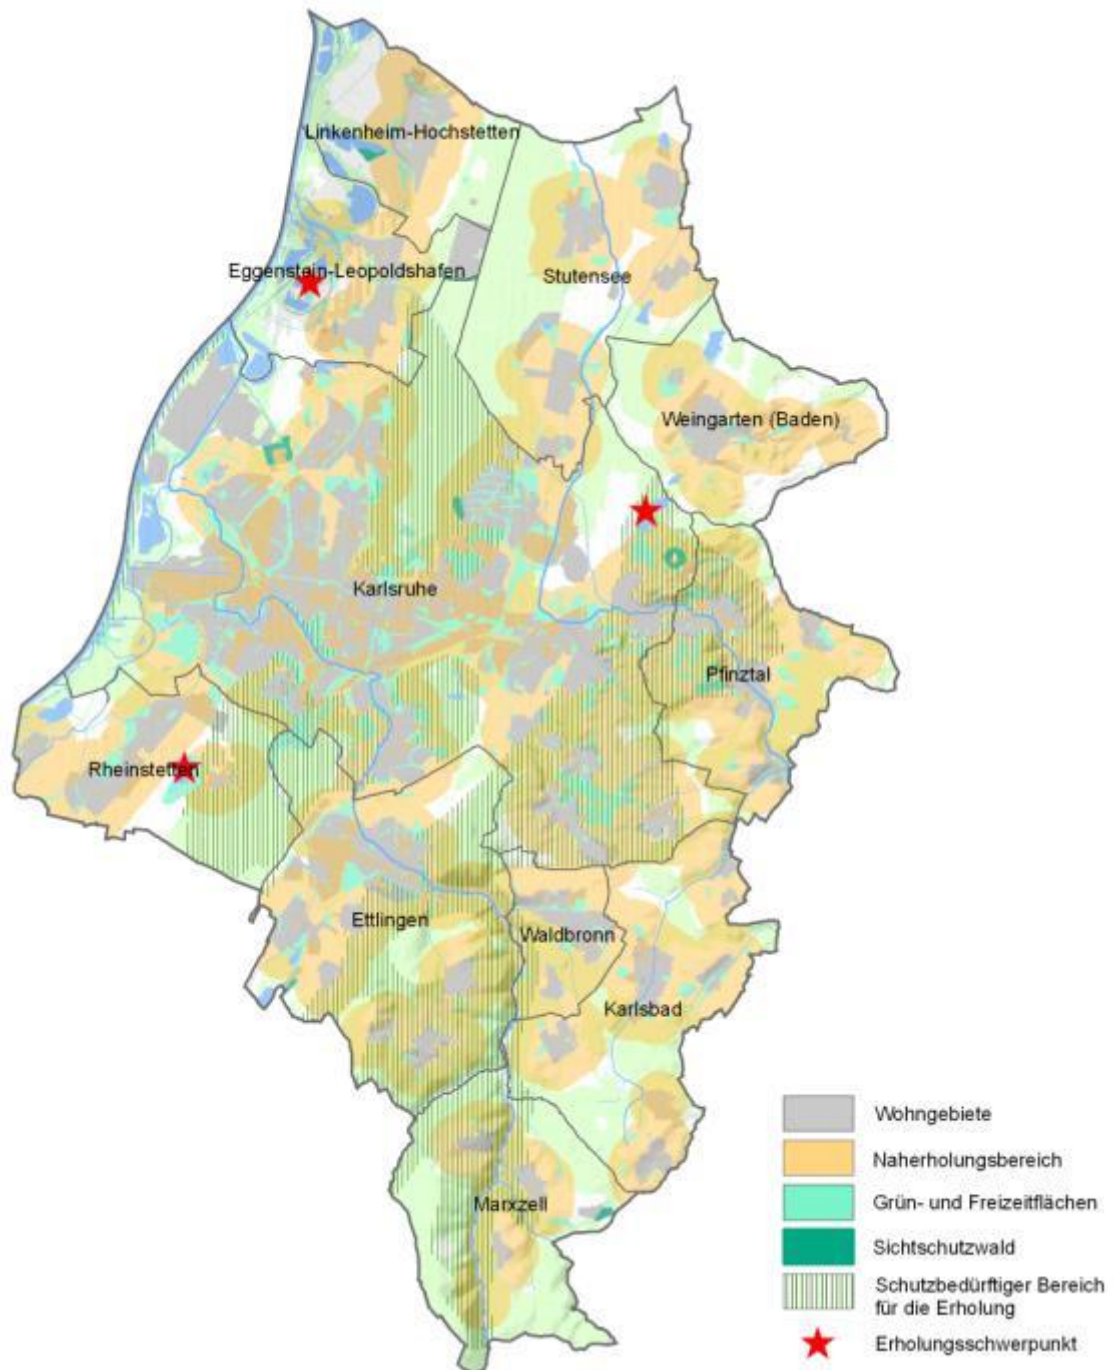 Linkenheim-Hochstetten
Eggenstein-Leopoldshafen
Stutensee
Weingarten (Baden)
Karlsruhe
Pfinztal
Rheinstetten
Ettlingen
Waldbronn
Karlsbad
Marxzell
Wohngebiete
Naherholungsbereich
Grün- und Freizeitflächen
Sichtschutzwald
Schutzbedürftiger Bereich
für die Erholung
Erholungsschwerpunkt